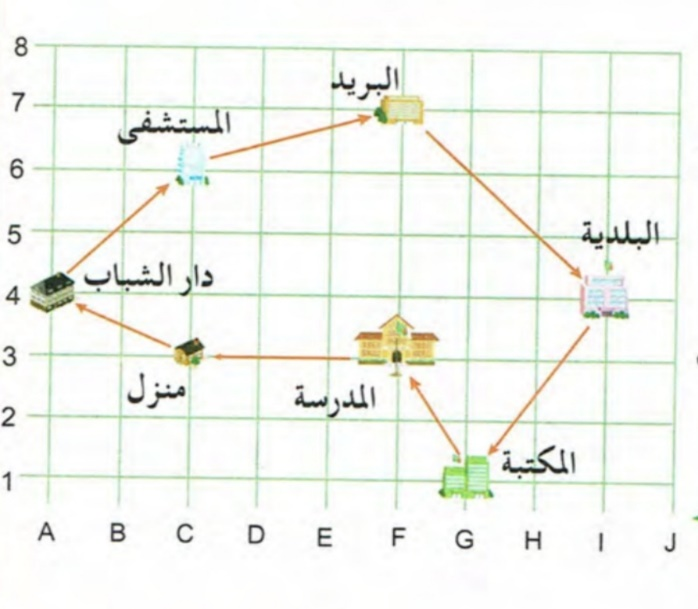 8
البريد
7
المستشفى
6
البلدية
5
دار الشباب
4
3
منزل
المدرسة
2
المكتبة
1
A B C D E F G H I J